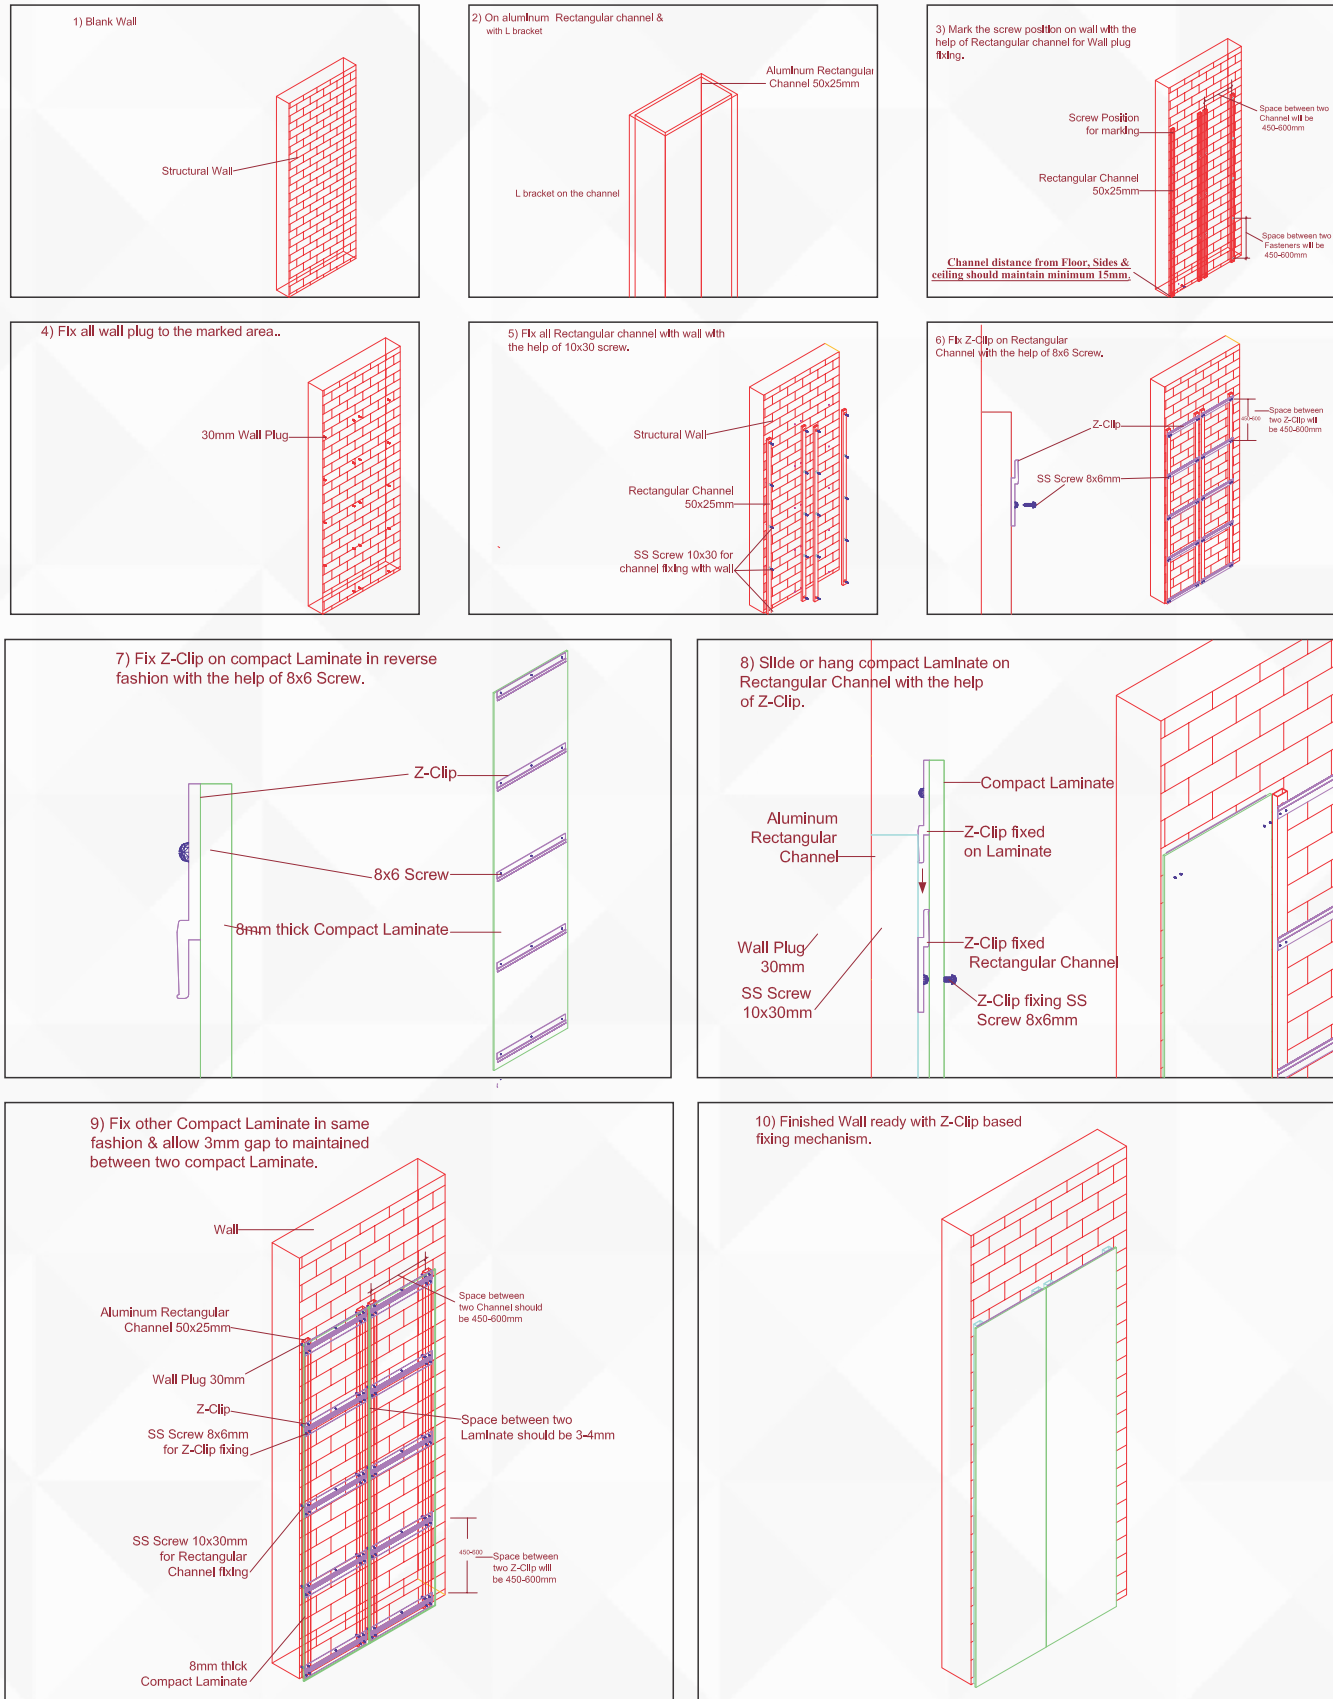 1) Blank Wall
Structural Wall
2) On aluminum Rectangular channel &
with L bracket
Aluminum Rectangular
Channel 50x25mm
L bracket on the channel
3) Mark the screw position on wall with the
help of Rectangular channel for Wall plug
fixing.
Space between two
Channel will be
450-600mm
Screw Position
for marking
Rectangular Channel
50x25mm
Space between two
Fasteners will be
450-600mm
Channel distance from Floor, Sides &
ceiling should maintain minimum 15mm.
4) Fix all wall plug to the marked area..
30mm Wall Plug
5) Fix all Rectangular channel with wall with
the help of 10x30 screw.
Structural Wall
Rectangular Channel
50x25mm
SS Screw 10x30 for
channel fixing with wall
6) Fix Z-Clip on Rectangular
Channel with the help of 8x6 Screw.
Z-Clip
450-600
Space between
two Z-Clip will
be 450-600mm
SS Screw 8x6mm
7) Fix Z-Clip on compact Laminate in reverse
fashion with the help of 8x6 Screw.
Z-Clip
8x6 Screw
8mm thick Compact Laminate
8) Slide or hang compact Laminate on
Rectangular Channel with the help
of Z-Clip.
Compact Laminate
Aluminum
Rectangular
Channel
Z-Clip fixed
on Laminate
Wall Plug
30mm
Z-Clip fixed
Rectangular Channel
SS Screw
10x30mm
Z-Clip fixing SS
Screw 8x6mm
9) Fix other Compact Laminate in same
fashion & allow 3mm gap to maintained
between two compact Laminate.
Wall
Space between
two Channel should
be 450-600mm
Aluminum Rectangular
Channel 50x25mm
Wall Plug 30mm
Z-Clip
SS Screw 8x6mm
for Z-Clip fixing
Space between two
Laminate should be 3-4mm
SS Screw 10x30mm
for Rectangular
Channel fixing
450-600
Space between
two Z-Clip will
be 450-600mm
8mm thick
Compact Laminate
10) Finished Wall ready with Z-Clip based
fixing mechanism.